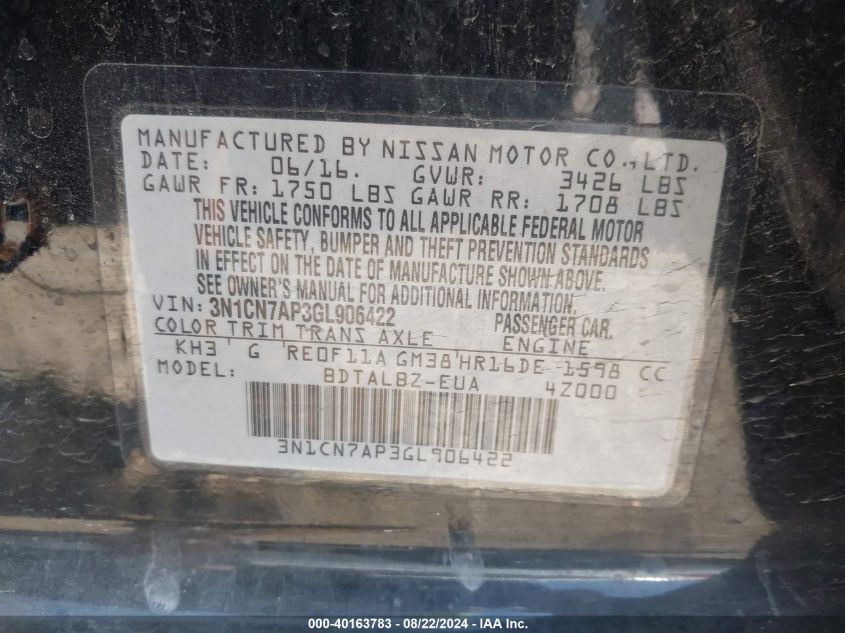 MANUFACTURED BY NISSAN MOTOR CO., LTD.
DATE: 06/16. GVWR: 3426 LBS
GAWR FR: 1750 LBS GAWR RR: 1708 LBS
THIS VEHICLE CONFORMS TO ALL APPLICABLE FEDERAL MOTOR
VEHICLE SAFETY, BUMPER AND THEFT PREVENTION STANDARDS
IN EFFECT ON THE DATE OF MANUFACTURE SHOWN ABOVE.
SEE OWNER'S MANUAL FOR ADDITIONAL INFORMATION.
VIN: 3N1CN7AP3GL906422 PASSENGER CAR.
COLOR TRIM TRANS AXLE ENGINE
KH3 G RE0F11A GM38 HR16DE 1598 CC
MODEL: BDTALBZ-EUA 4Z000
3N1CN7AP3GL906422
000-40163783 - 08/22/2024 - IAA Inc.